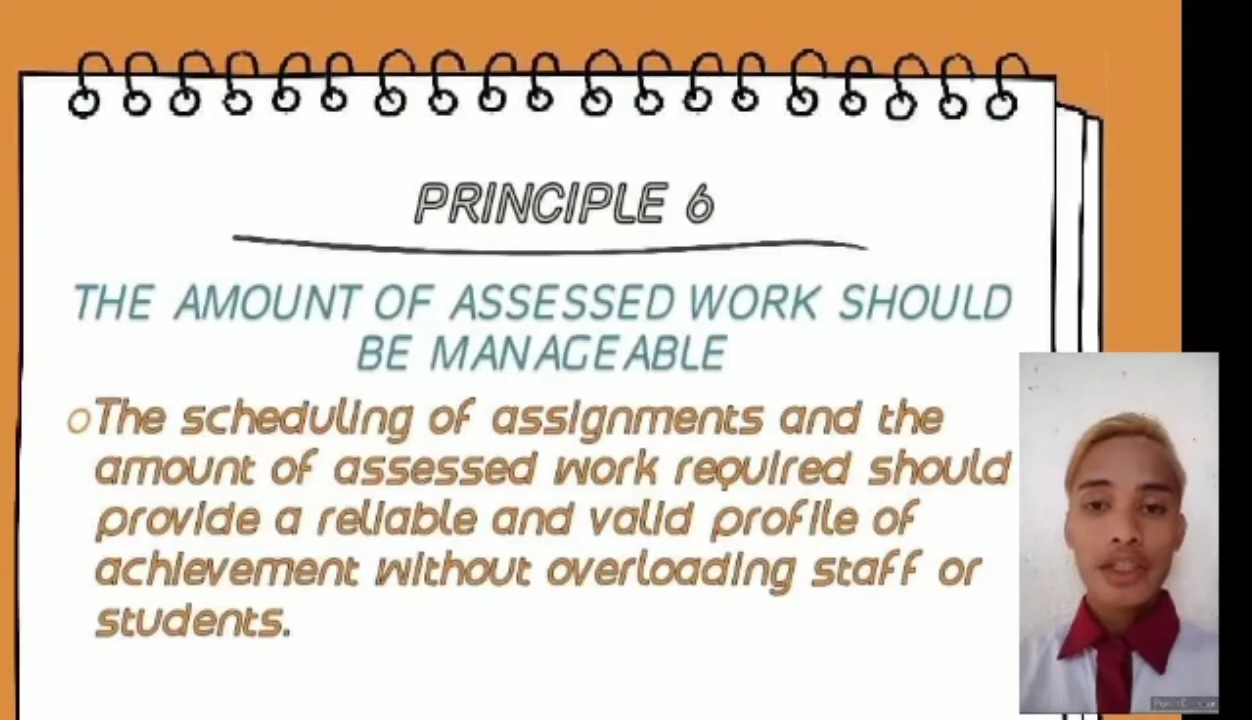 PRINCIPLE 6
THE AMOUNT OF ASSESSED WORK SHOULD
BE MANAGEABLE
The scheduling of assignments and the
amount of assessed work required should
provide a reliable and valid profile of
achievement without overloading staff or
students.